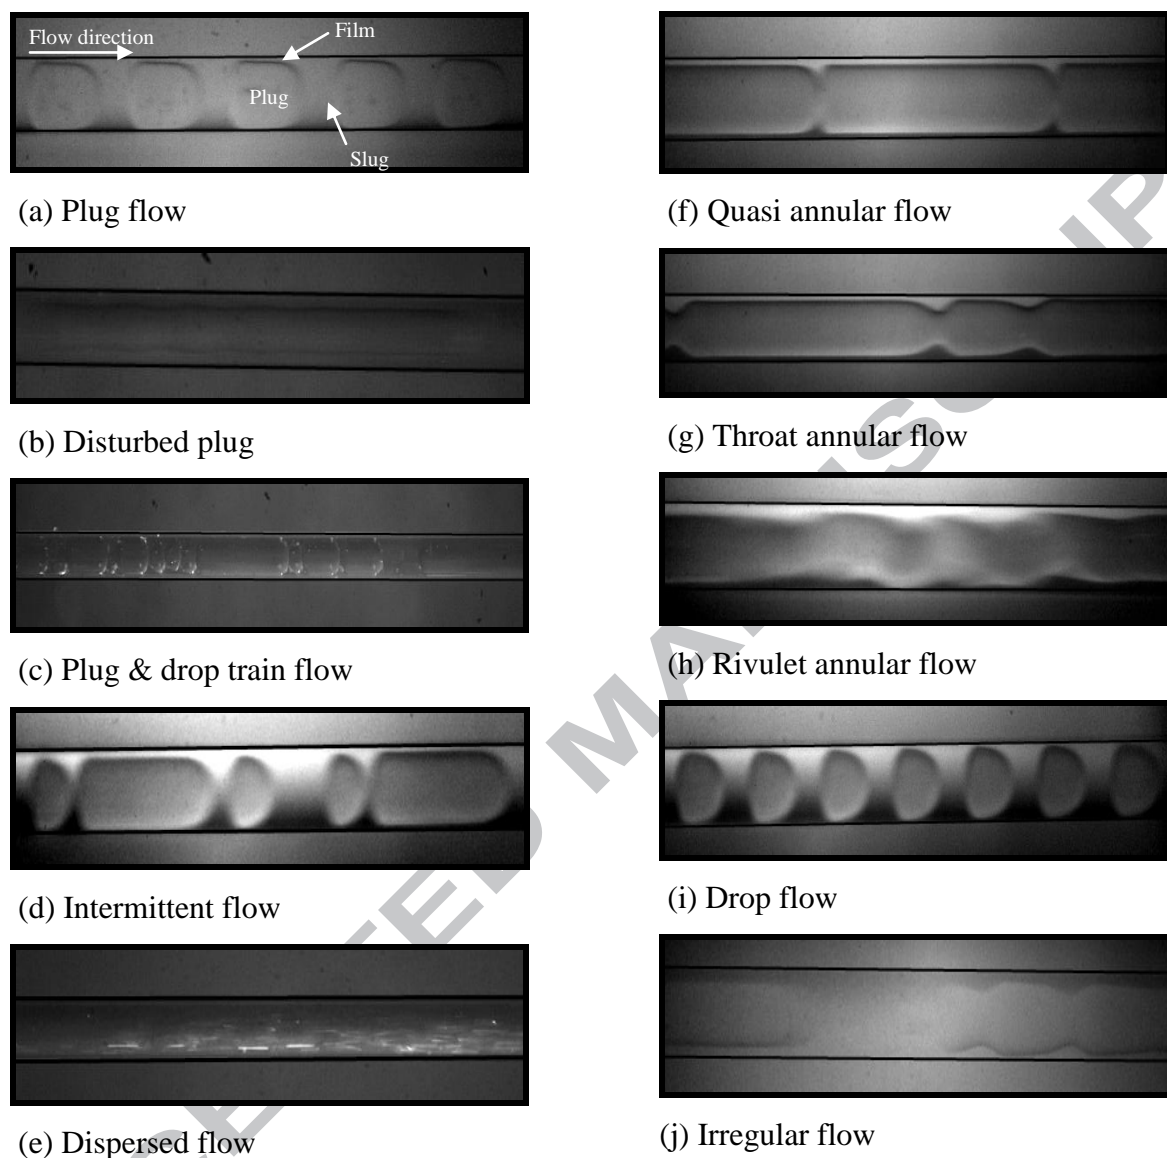 Flow direction
Film
Plug
Slug
(a) Plug flow
(b) Disturbed plug
(c) Plug & drop train flow
(d) Intermittent flow
(e) Dispersed flow
(f) Quasi annular flow
(g) Throat annular flow
(h) Rivulet annular flow
(i) Drop flow
(j) Irregular flow